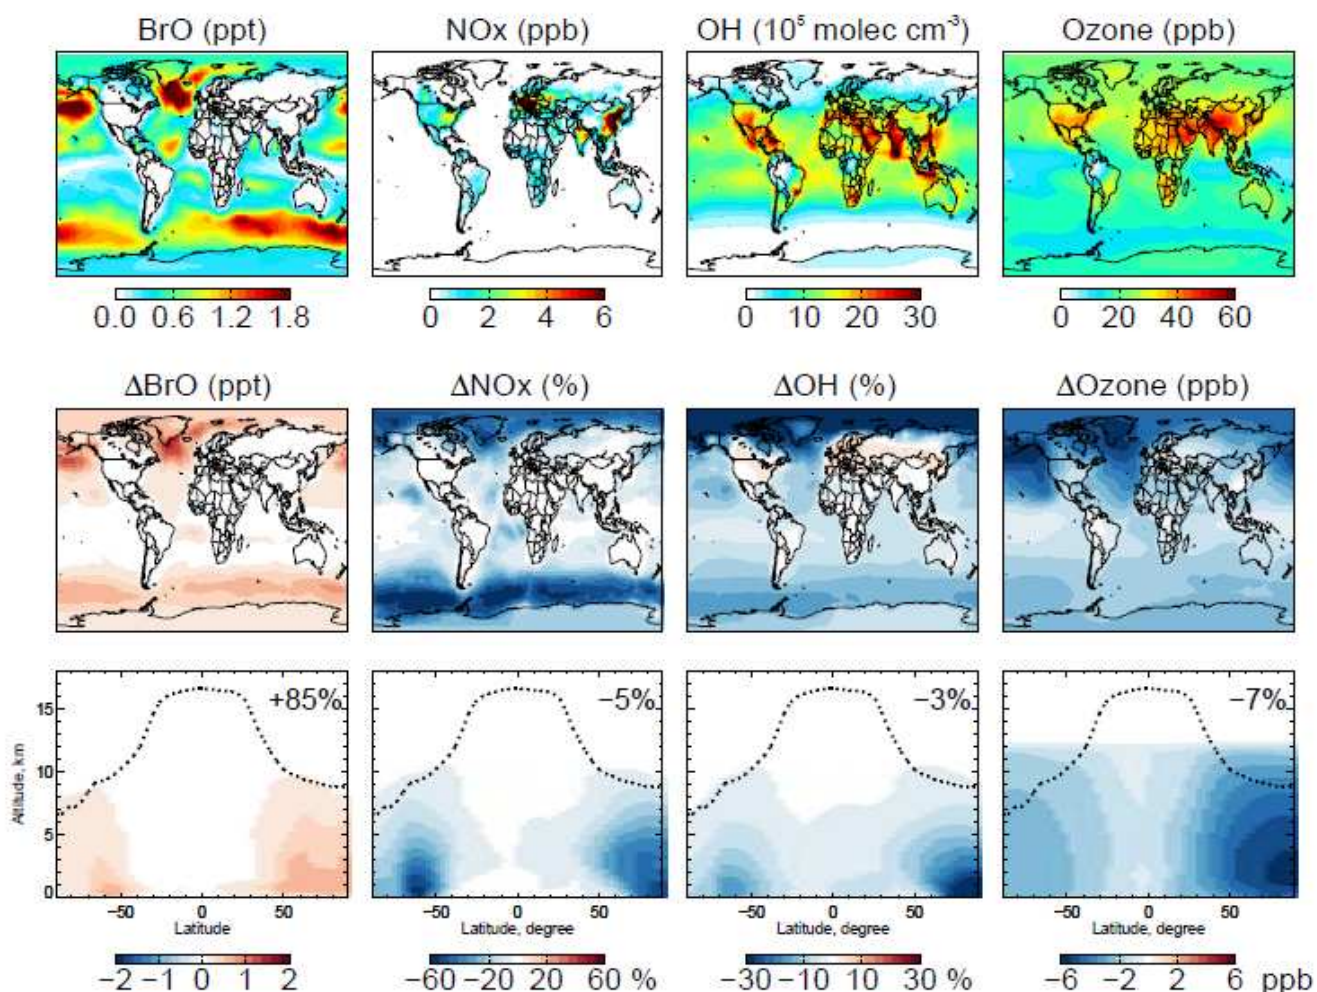 BrO (ppt) NOx (ppb) OH (10⁵ molec cm⁻³) Ozone (ppb)
0.0 0.6 1.2 1.8 0 2 4 6 0 10 20 30 0 20 40 60
ΔBrO (ppt) ΔNOx (%) ΔOH (%) ΔOzone (ppb)
+85% −5% −3% −7%
15
10
5
0
Altitude, km
−50 0 50 −50 0 50 −50 0 50 −50 0 50
Latitude Latitude, degree Latitude, degree Latitude, degree
−2 −1 0 1 2 −60 −20 20 60 % −30 −10 10 30 % −6 −2 2 6 ppb